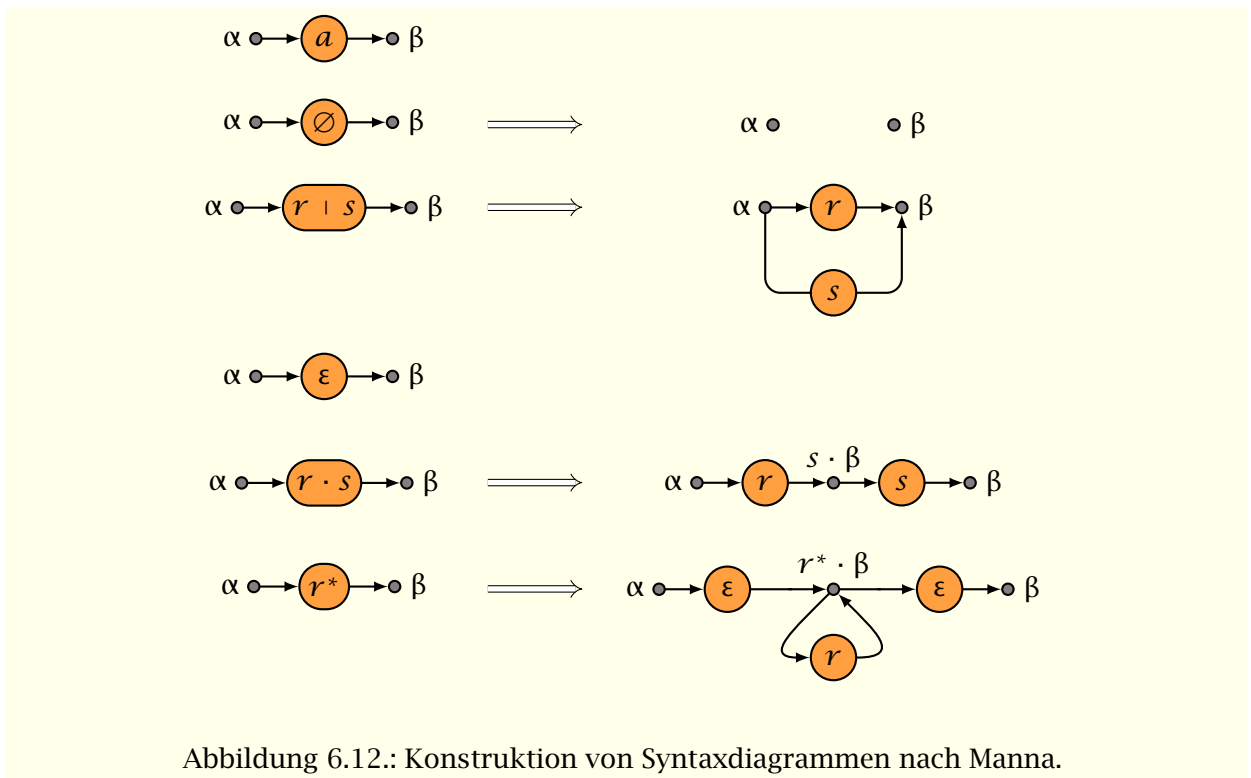 α a β
α ∅ β ⟹ α β
α r | s β ⟹ α r β
s
α ε β
α r · s β ⟹ α r s · β s β
α r* β ⟹ α ε r* · β ε β
r
Abbildung 6.12.: Konstruktion von Syntaxdiagrammen nach Manna.